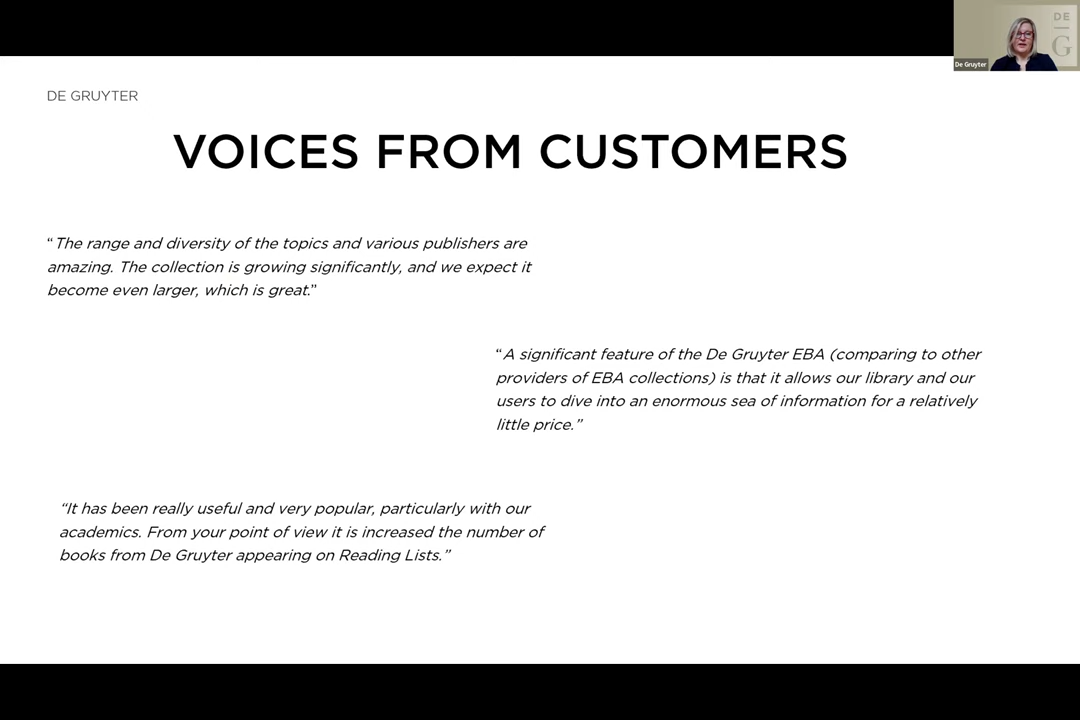 DE
G
De Gruyter
DE GRUYTER
VOICES FROM CUSTOMERS
“The range and diversity of the topics and various publishers are
amazing. The collection is growing significantly, and we expect it
become even larger, which is great.”
“A significant feature of the De Gruyter EBA (comparing to other
providers of EBA collections) is that it allows our library and our
users to dive into an enormous sea of information for a relatively
little price.”
“It has been really useful and very popular, particularly with our
academics. From your point of view it is increased the number of
books from De Gruyter appearing on Reading Lists.”